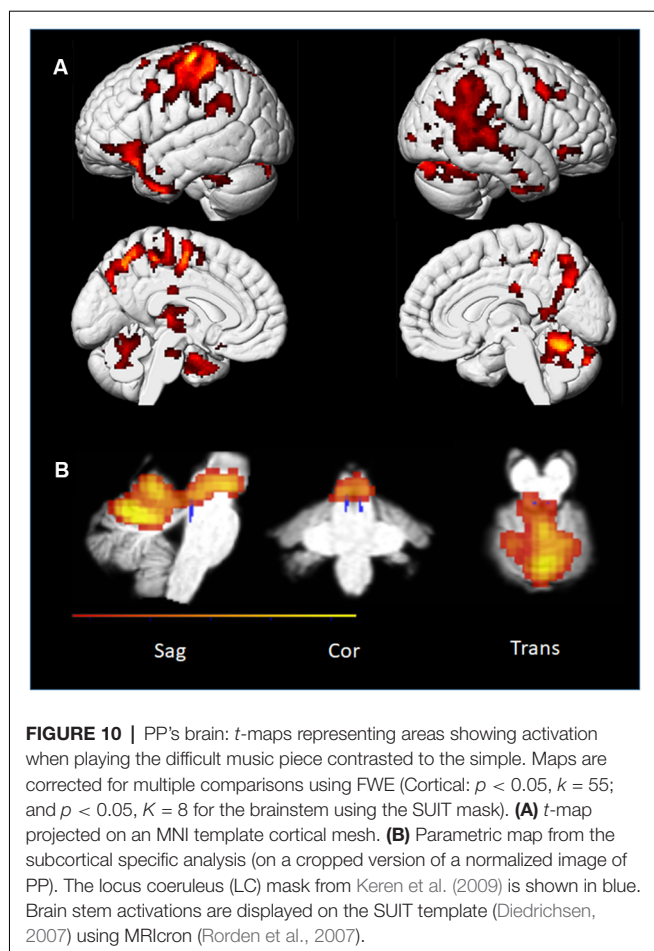 A
B
Sag Cor Trans
FIGURE 10 | PP's brain: t-maps representing areas showing activation
when playing the difficult music piece contrasted to the simple. Maps are
corrected for multiple comparisons using FWE (Cortical: p < 0.05, k = 55;
and p < 0.05, K = 8 for the brainstem using the SUIT mask). (A) t-map
projected on an MNI template cortical mesh. (B) Parametric map from the
subcortical specific analysis (on a cropped version of a normalized image of
PP). The locus coeruleus (LC) mask from Keren et al. (2009) is shown in blue.
Brain stem activations are displayed on the SUIT template (Diedrichsen,
2007) using MRIcron (Rorden et al., 2007).